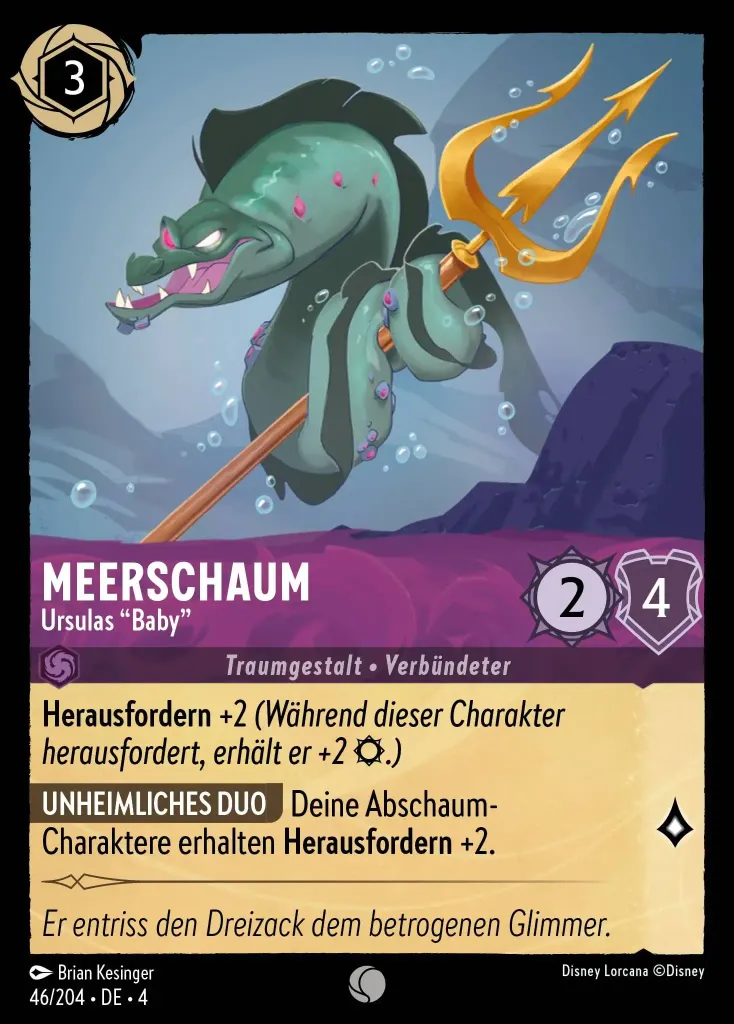 3
MEERSCHAUM
Ursulas “Baby”
2
4
Traumgestalt • Verbündeter
Herausfordern +2 (Während dieser Charakter
herausfordert, erhält er +2 .)
UNHEIMLICHES DUO Deine Abschaum-
Charaktere erhalten Herausfordern +2.
Er entriss den Dreizack dem betrogenen Glimmer.
Brian Kesinger
Disney Lorcana ©Disney
46/204 • DE • 4